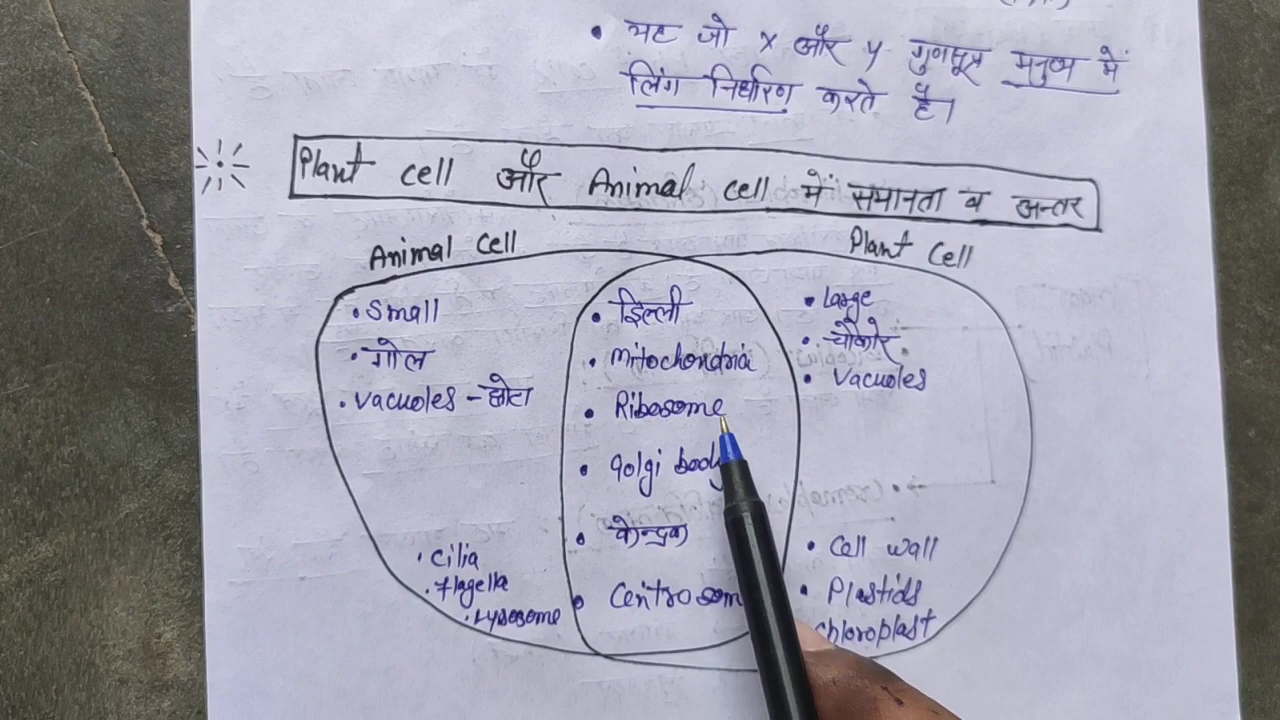 • यह जो x और y गुणसूत्र मनुष्य में
लिंग निर्धारण करते है।
Plant cell और Animal cell में समानता व अन्तर
Animal Cell
• Small
• गोल
• vacuoles - छोटा
• Cilia
• flagella
• Lysosome
• झिल्ली
• Mitochondria
• Ribosome
• Golgi body
• केन्द्रक
• Centrosom
Plant Cell
• Large
• चौकोर
• Vacuoles
• Cell wall
• Plastids
chloroplast